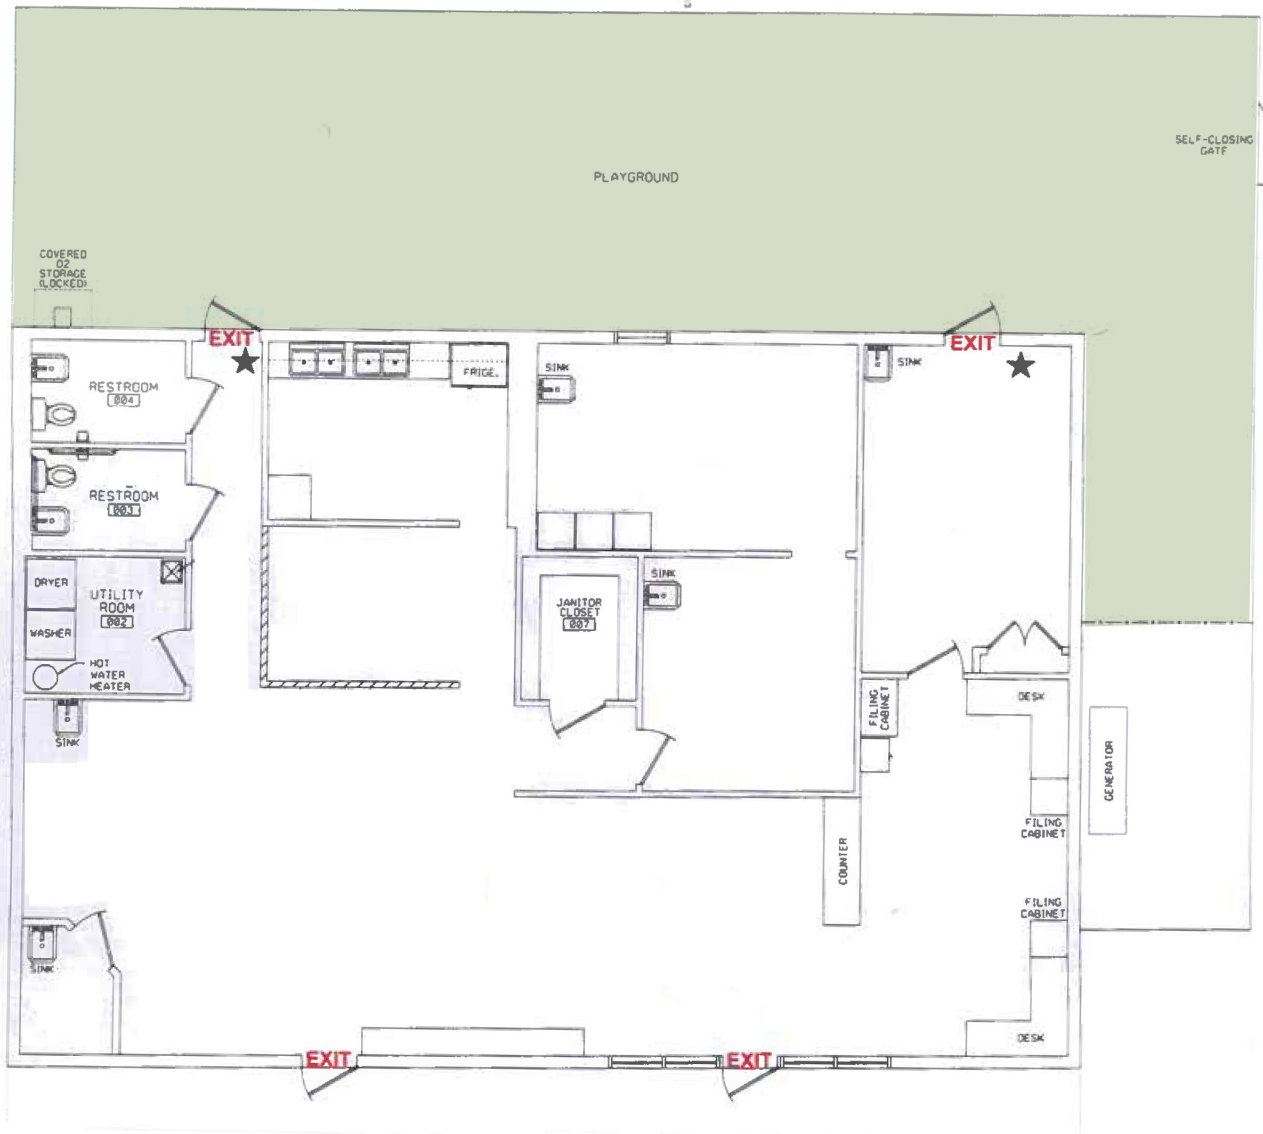 SELF-CLOSING
GATE
PLAYGROUND
COVERED
O2
STORAGE
(LOCKED)
EXIT
EXIT
RESTROOM
004
FRIGE.
SINK
SINK
RESTROOM
003
DRYER
UTILITY
ROOM
002
WASHER
HOT
WATER
HEATER
SINK
JANITOR
CLOSET
007
SINK
FILING
CABINET
DESK
GENERATOR
FILING
CABINET
COUNTER
FILING
CABINET
SINK
DESK
EXIT
EXIT